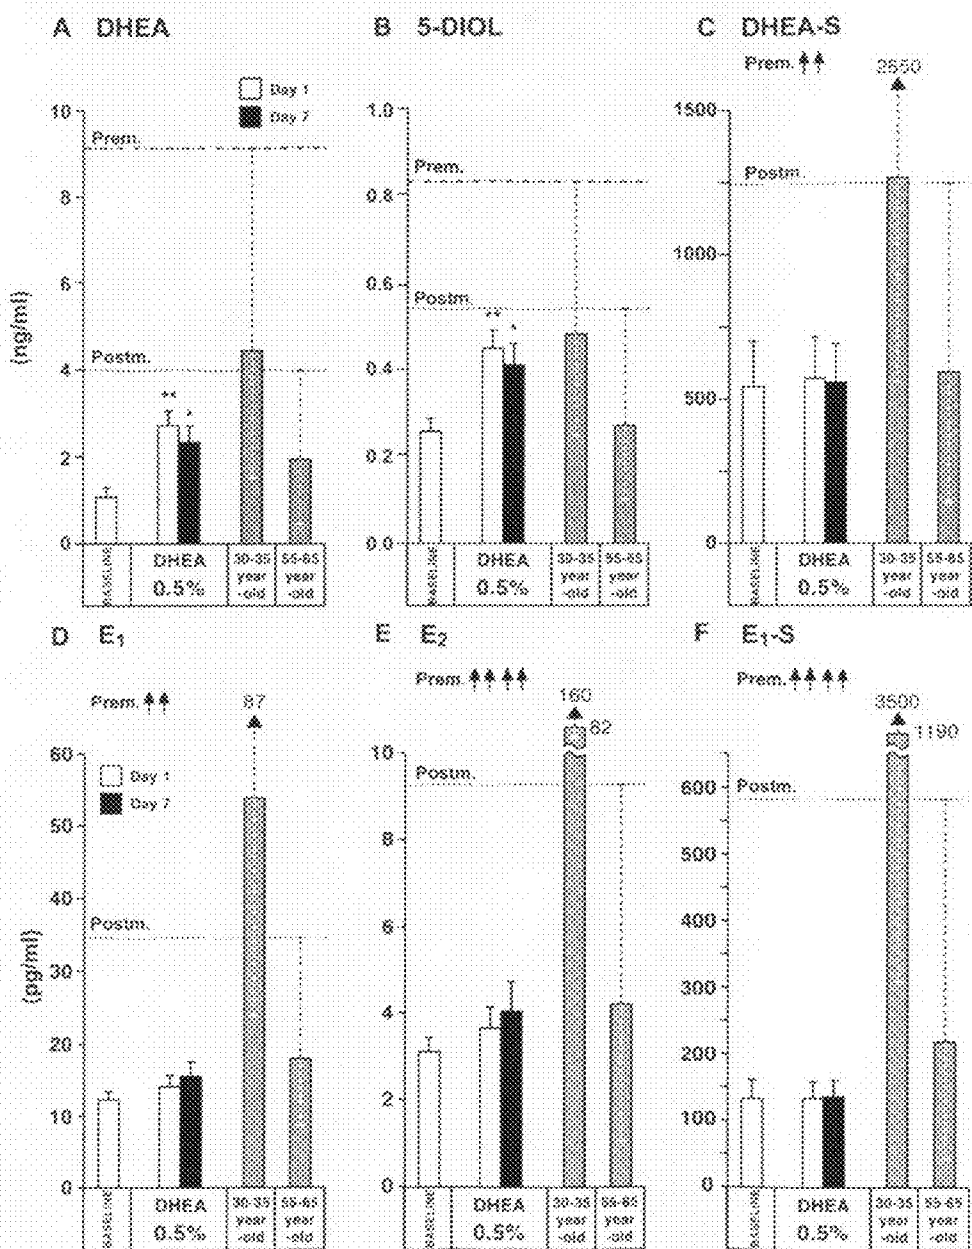 A DHEA
B 5-DIOL
C DHEA-S
Prem.
2550
Day 1
Day 7
10
8
6
4
2
0
(ng/ml)
Prem.
Postm.
**
*
BASELINE
DHEA
0.5%
30-35
year
-old
55-65
year
-old
1.0
0.8
0.6
0.4
0.2
0.0
Prem.
Postm.
**
*
BASELINE
DHEA
0.5%
30-35
year
-old
55-65
year
-old
1500
1000
500
0
Postm.
BASELINE
DHEA
0.5%
30-35
year
-old
55-65
year
-old
D E1
E E2
F E1-S
Prem.
87
Day 1
Day 7
60
50
40
30
20
10
0
(pg/ml)
Postm.
BASELINE
DHEA
0.5%
30-35
year
-old
55-65
year
-old
Prem.
160
82
10
8
6
4
2
0
Postm.
BASELINE
DHEA
0.5%
30-35
year
-old
55-65
year
-old
Prem.
3500
1190
600
500
400
300
200
100
0
Postm.
BASELINE
DHEA
0.5%
30-35
year
-old
55-65
year
-old